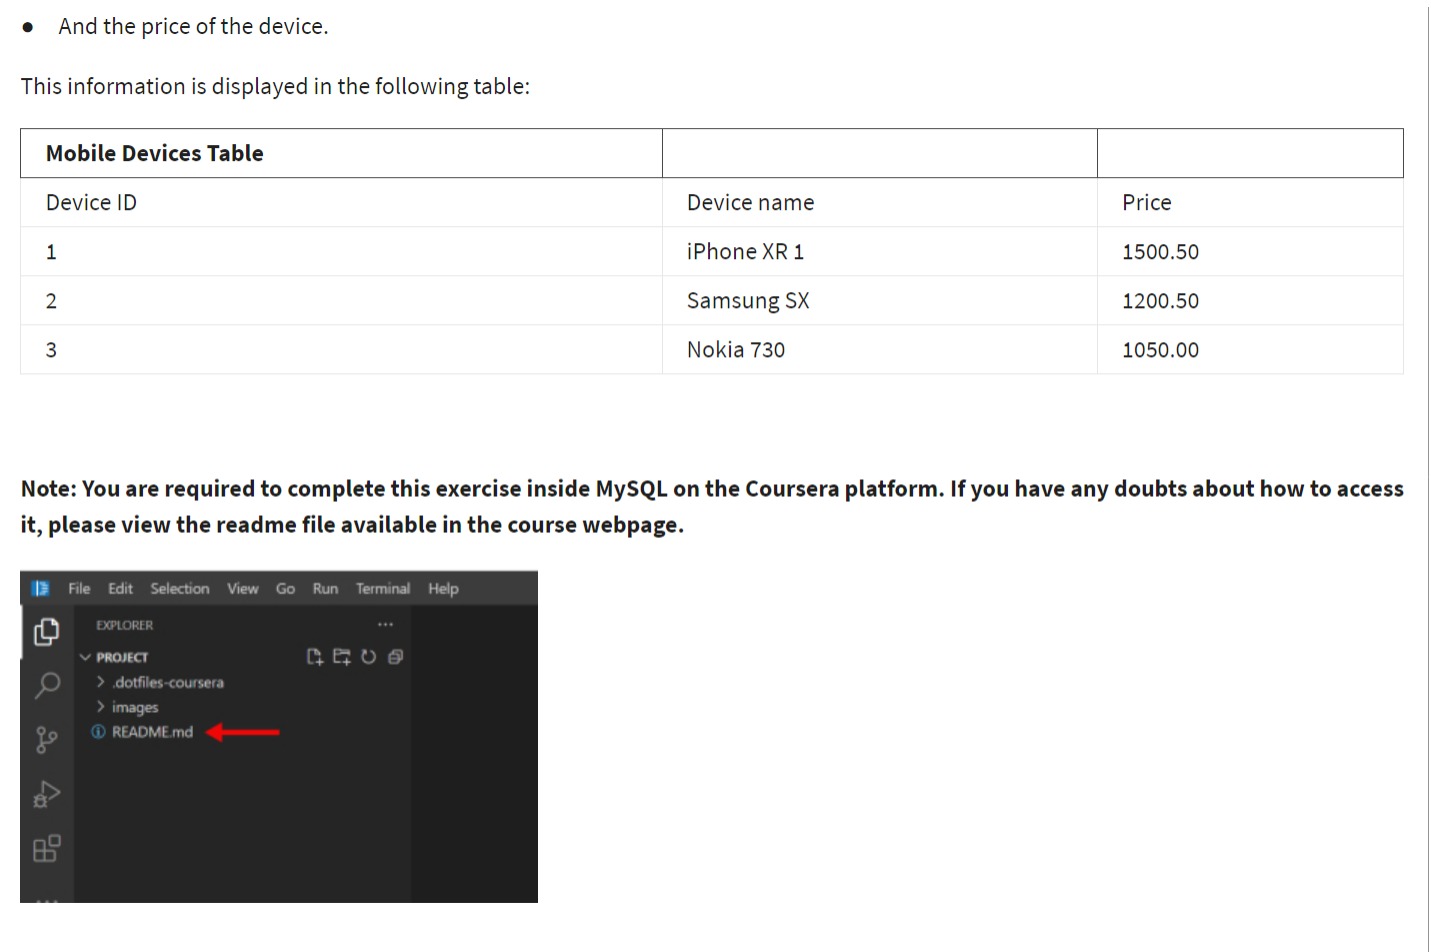 ● And the price of the device.
This information is displayed in the following table:
Mobile Devices Table
Device ID Device name Price
1 iPhone XR 1 1500.50
2 Samsung SX 1200.50
3 Nokia 730 1050.00
Note: You are required to complete this exercise inside MySQL on the Coursera platform. If you have any doubts about how to access
it, please view the readme file available in the course webpage.
File Edit Selection View Go Run Terminal Help
EXPLORER ...
PROJECT
> .dotfiles-coursera
> images
README.md